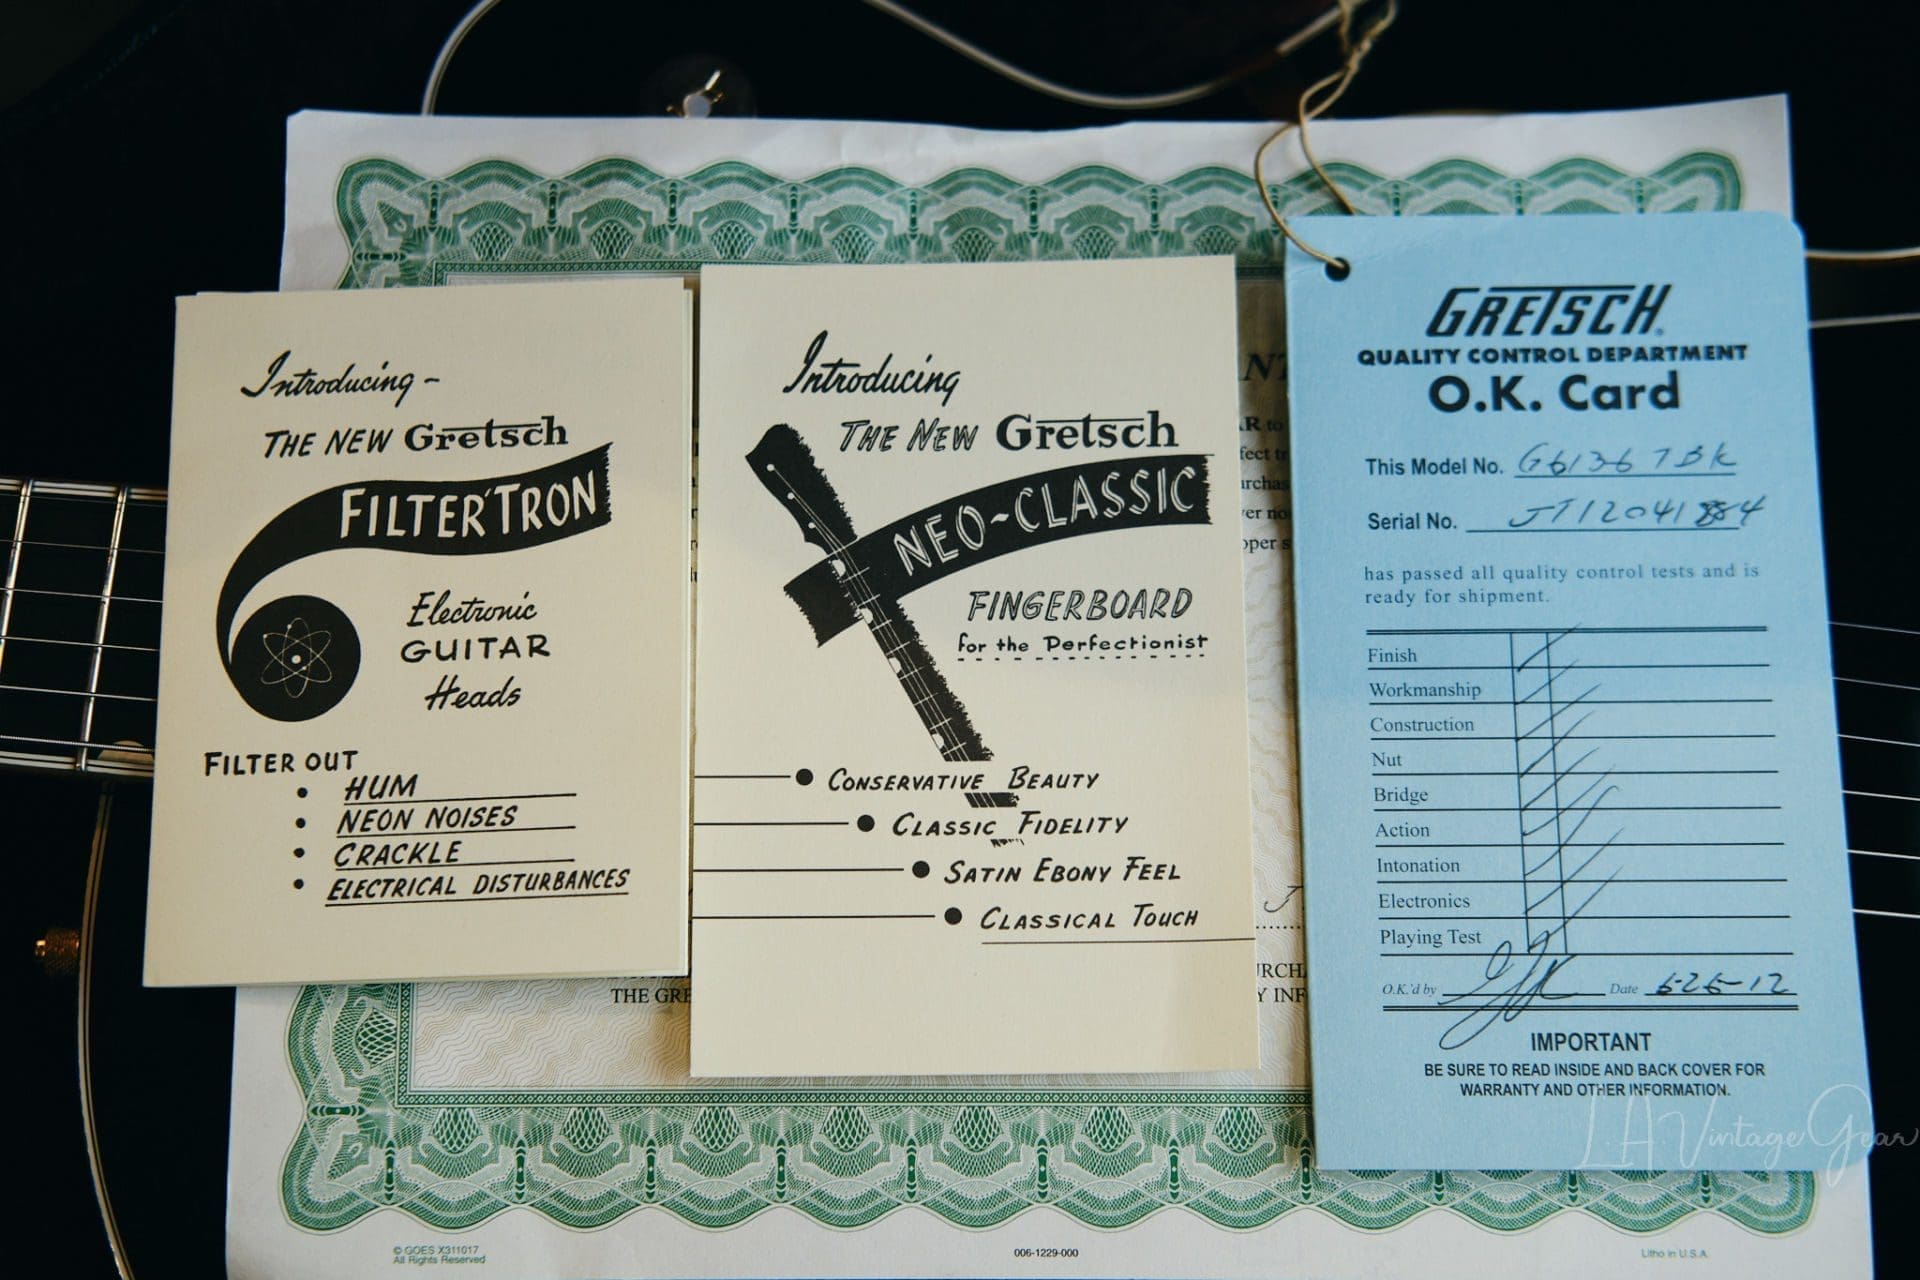 Introducing -
THE NEW Gretsch
FILTER'TRON
Electronic
GUITAR
Heads
FILTER OUT
• HUM
• NEON NOISES
• CRACKLE
• ELECTRICAL DISTURBANCES
Introducing
THE NEW Gretsch
NEO-CLASSIC
FINGERBOARD
for the Perfectionist
• CONSERVATIVE BEAUTY
• CLASSIC FIDELITY
• SATIN EBONY FEEL
• CLASSICAL TOUCH
GRETSCH
QUALITY CONTROL DEPARTMENT
O.K. Card
This Model No. G6136TBK
Serial No.
has passed all quality control tests and is
ready for shipment.
Finish
Workmanship
Construction
Nut
Bridge
Action
Intonation
Electronics
Playing Test
O.K.'d by Date
IMPORTANT
BE SURE TO READ INSIDE AND BACK COVER FOR
WARRANTY AND OTHER INFORMATION.
THE GRE
© GOES X311017
All Rights Reserved
006-1229-000
Litho in U.S.A.
L.A. Vintage Gear